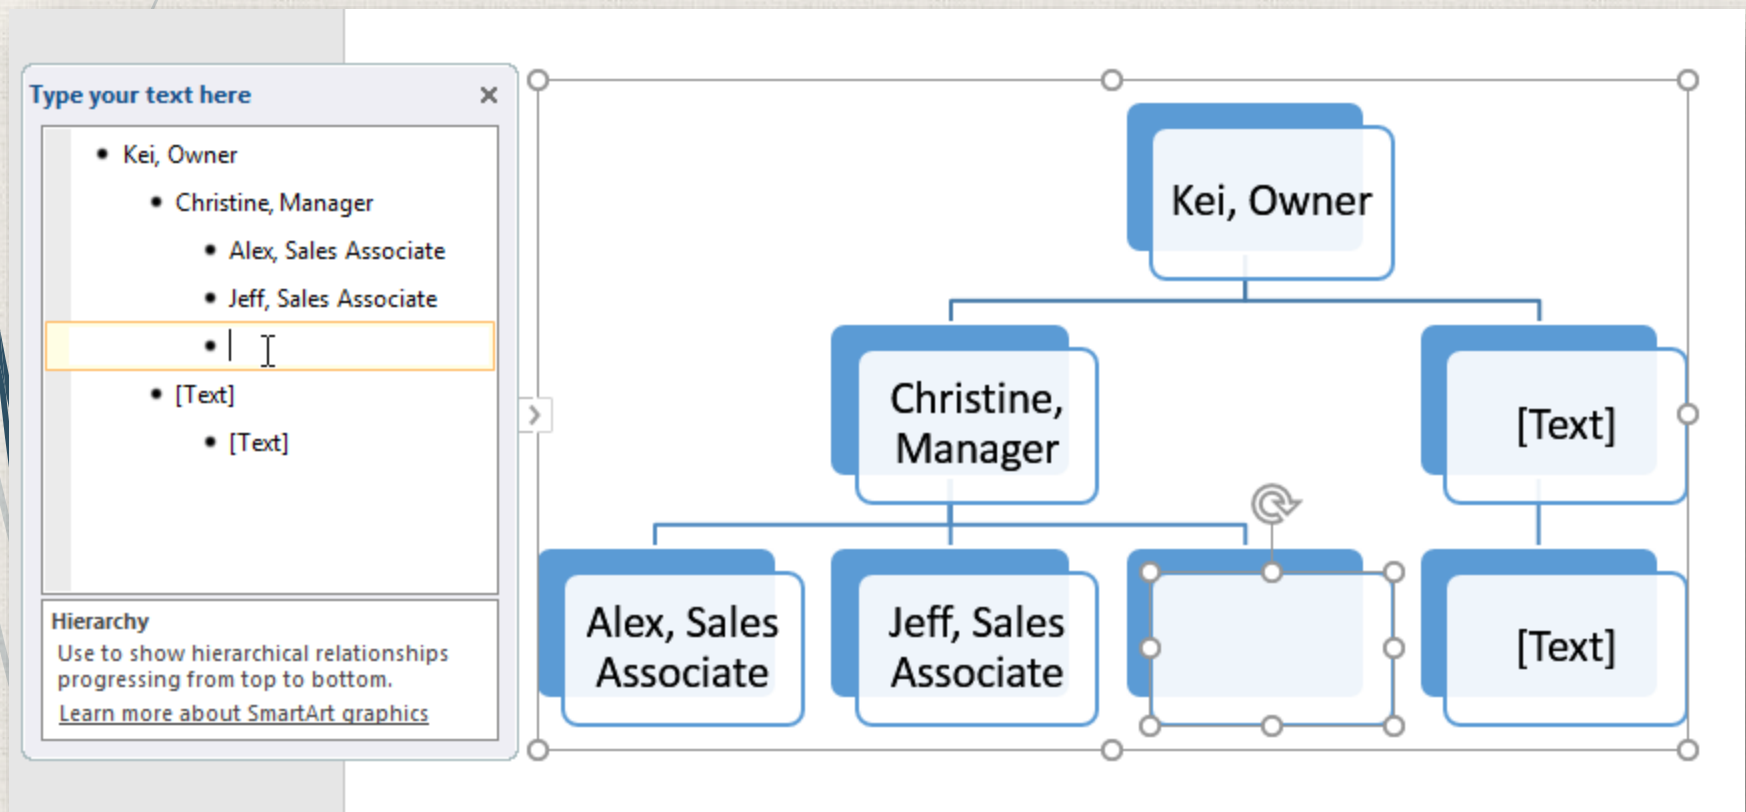 Type your text here
Kei, Owner
Christine, Manager
Alex, Sales Associate
Jeff, Sales Associate
[Text]
[Text]
Hierarchy
Use to show hierarchical relationships
progressing from top to bottom.
Learn more about SmartArt graphics
Kei, Owner
Christine,
Manager
[Text]
Alex, Sales
Associate
Jeff, Sales
Associate
[Text]